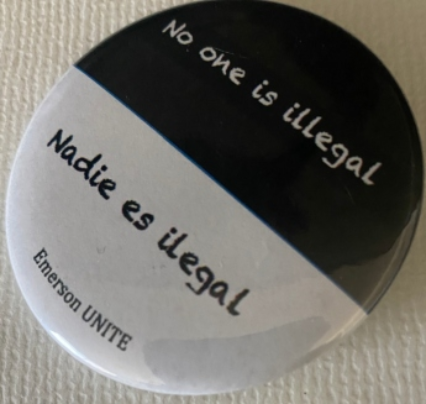 No one is illegal
Nadie es ilegal
Emerson UNITE